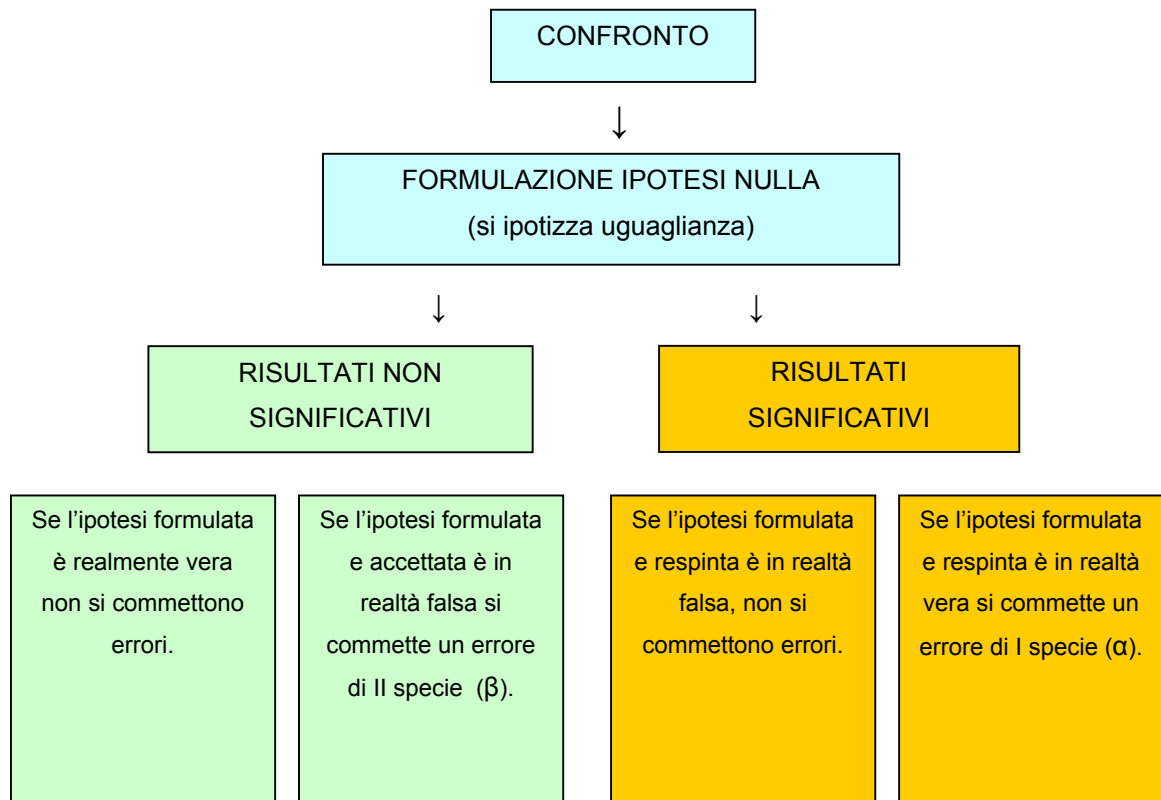 CONFRONTO
↓
FORMULAZIONE IPOTESI NULLA
(si ipotizza uguaglianza)
↓ ↓
RISULTATI NON
SIGNIFICATIVI
RISULTATI
SIGNIFICATIVI
Se l’ipotesi formulata
è realmente vera
non si commettono
errori.
Se l’ipotesi formulata
e accettata è in
realtà falsa si
commette un errore
di II specie (β).
Se l’ipotesi formulata
e respinta è in realtà
falsa, non si
commettono errori.
Se l’ipotesi formulata
e respinta è in realtà
vera si commette un
errore di I specie (α).